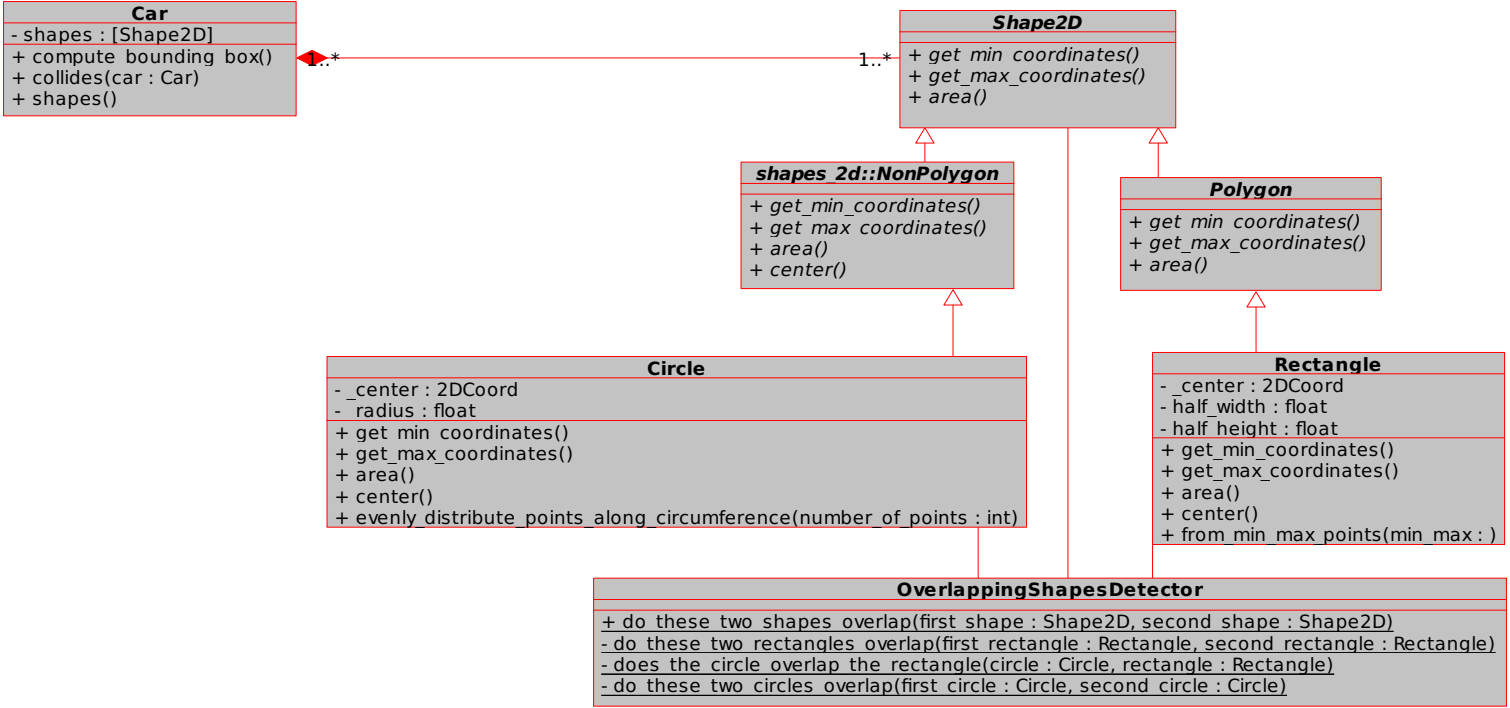 Car
- shapes : [Shape2D]
+ compute_bounding_box()
+ collides(car : Car)
+ shapes()
1..*
1..*
Shape2D
+ get_min_coordinates()
+ get_max_coordinates()
+ area()
shapes_2d::NonPolygon
+ get_min_coordinates()
+ get_max_coordinates()
+ area()
+ center()
Polygon
+ get_min_coordinates()
+ get_max_coordinates()
+ area()
Circle
- _center : 2DCoord
- _radius : float
+ get_min_coordinates()
+ get_max_coordinates()
+ area()
+ center()
+ evenly_distribute_points_along_circumference(number_of_points : int)
Rectangle
- _center : 2DCoord
- half_width : float
- half_height : float
+ get_min_coordinates()
+ get_max_coordinates()
+ area()
+ center()
+ from_min_max_points(min_max : )
OverlappingShapesDetector
+ do_these_two_shapes_overlap(first_shape : Shape2D, second_shape : Shape2D)
- do_these_two_rectangles_overlap(first_rectangle : Rectangle, second_rectangle : Rectangle)
- does_the_circle_overlap_the_rectangle(circle : Circle, rectangle : Rectangle)
- do_these_two_circles_overlap(first_circle : Circle, second_circle : Circle)